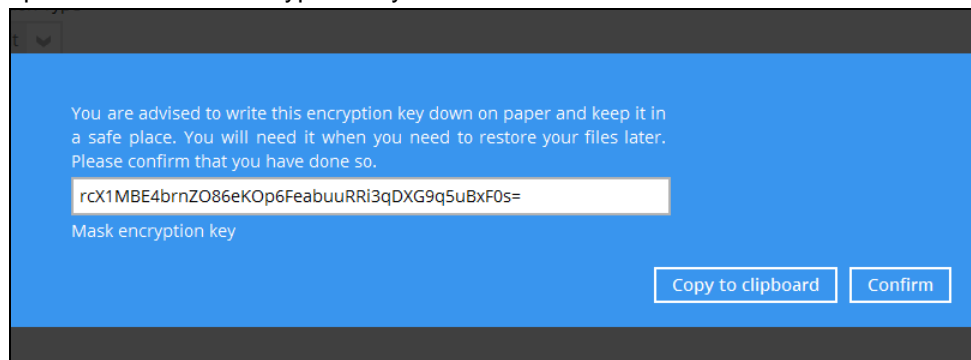 You are advised to write this encryption key down on paper and keep it in
a safe place. You will need it when you need to restore your files later.
Please confirm that you have done so.
rcX1MBE4brnZO86eKOp6FeabuuRRi3qDXG9q5uBxF0s=
Mask encryption key
Copy to clipboard Confirm